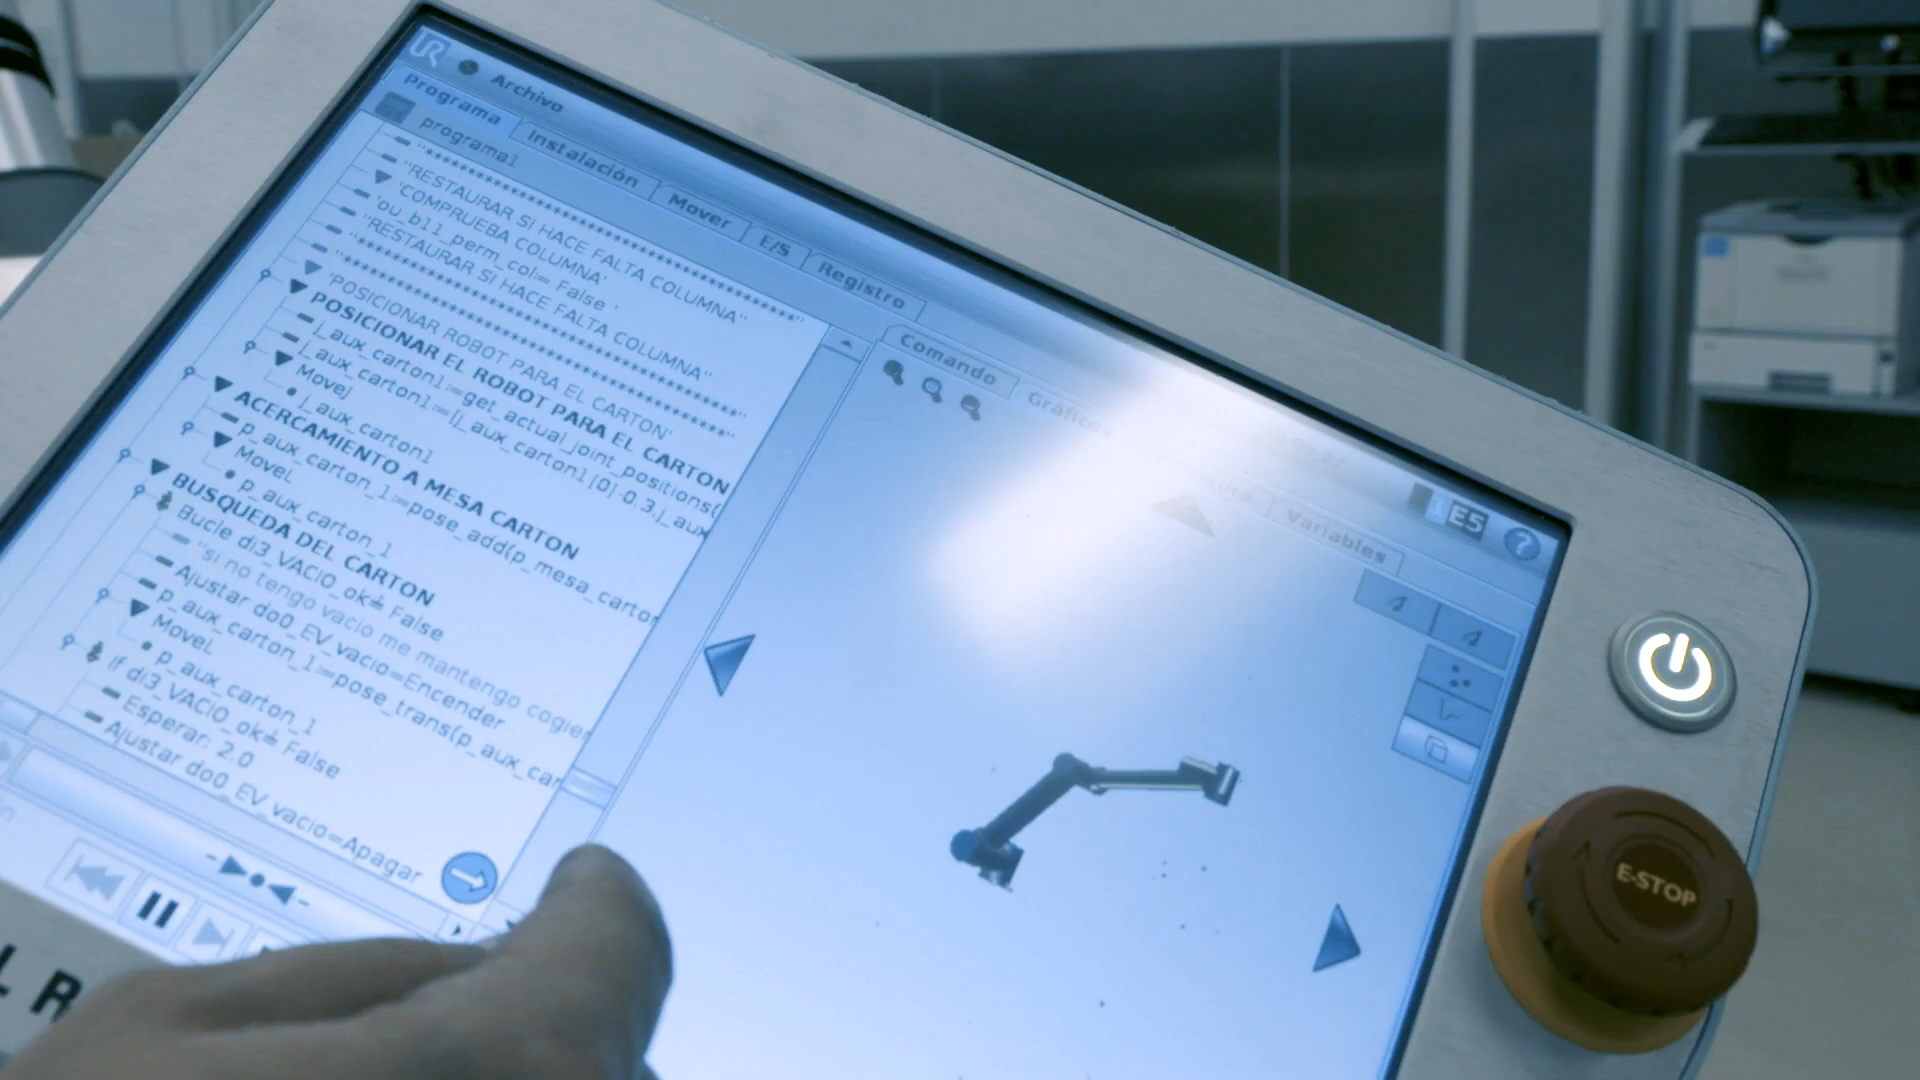 UR
Archivo
Programa
Instalación
Mover
E/S
Registro
programa1
"***********************************"
"RESTAURAR SI HACE FALTA COLUMNA"
'COMPRUEBA COLUMNA'
'ou_b11_perm_col:= False '
"RESTAURAR SI HACE FALTA COLUMNA"
"***********************************"
'POSICIONAR ROBOT PARA EL CARTON'
POSICIONAR EL ROBOT PARA EL CARTON
j_aux_carton1:=get_actual_joint_positions(
j_aux_carton1:=[j_aux_carton1[0]-0.3,j_aux
MoveJ
j_aux_carton1
ACERCAMIENTO A MESA CARTON
p_aux_carton_1:=pose_add(p_mesa_carton
MoveL
p_aux_carton_1
BUSQUEDA DEL CARTON
Bucle di3_VACIO_ok≟ False
"si no tengo vacio me mantengo cogie
Ajustar do0_EV_vacio=Encender
p_aux_carton_1:=pose_trans(p_aux_car
MoveL
p_aux_carton_1
If di3_VACIO_ok≟ False
Esperar: 2.0
Ajustar do0_EV_vacio=Apagar
Comando
Gráficos
Variables
E5
?
E-STOP
L R